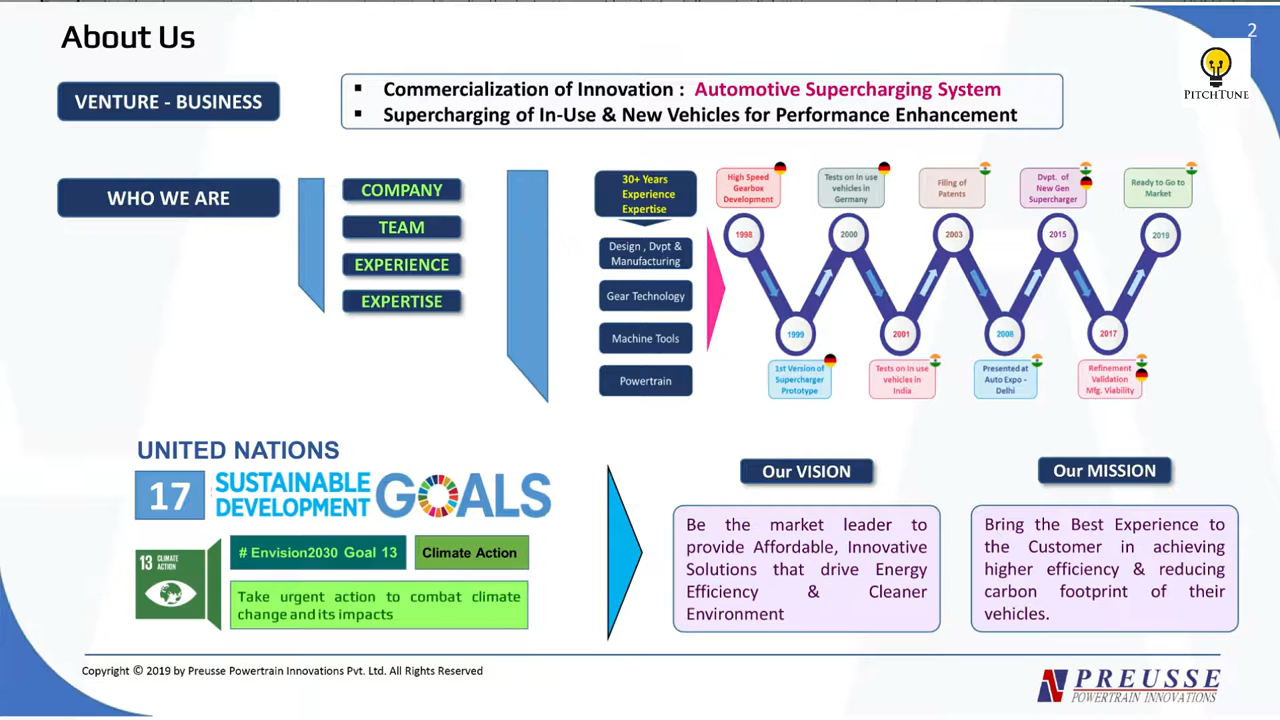 About Us
2
PITCHTUNE
VENTURE - BUSINESS
▪ Commercialization of Innovation : Automotive Supercharging System
▪ Supercharging of In-Use & New Vehicles for Performance Enhancement
WHO WE ARE
COMPANY
TEAM
EXPERIENCE
EXPERTISE
30+ Years
Experience
Expertise
Design , Dvpt &
Manufacturing
Gear Technology
Machine Tools
Powertrain
High Speed
Gearbox
Development
1998
1999
1st Version of
Supercharger
Prototype
Tests on In use
vehicles in
Germany
2000
2001
Tests on In use
vehicles in
India
Filing of
Patents
2003
2008
Presented at
Auto Expo -
Delhi
Dvpt. of
New Gen
Supercharger
2015
2017
Refinement
Validation
Mfg. Viability
Ready to Go to
Market
2019
UNITED NATIONS
17
SUSTAINABLE
DEVELOPMENT
GOALS
13 CLIMATE
ACTION
# Envision2030 Goal 13
Climate Action
Take urgent action to combat climate
change and its impacts
Our VISION
Be the market leader to
provide Affordable, Innovative
Solutions that drive Energy
Efficiency & Cleaner
Environment
Our MISSION
Bring the Best Experience to
the Customer in achieving
higher efficiency & reducing
carbon footprint of their
vehicles.
Copyright © 2019 by Preusse Powertrain Innovations Pvt. Ltd. All Rights Reserved
PREUSSE
POWERTRAIN INNOVATIONS